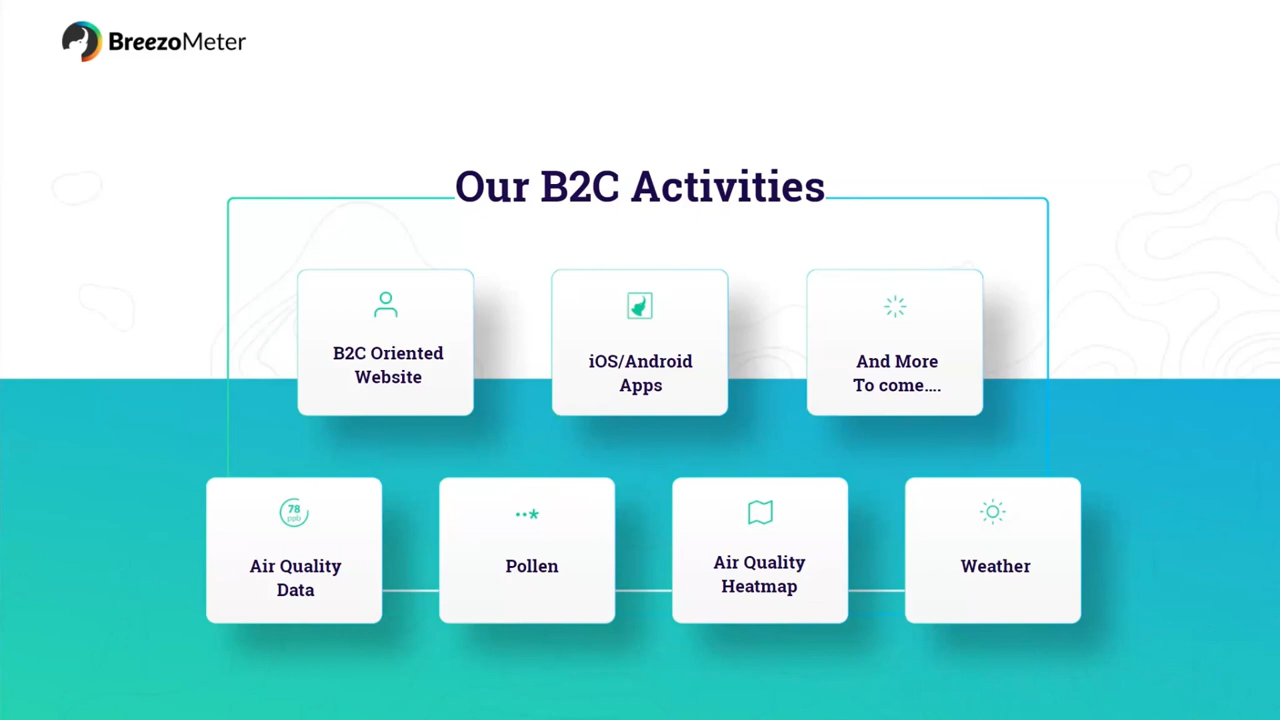 BreezoMeter
Our B2C Activities
B2C Oriented
Website
iOS/Android
Apps
And More
To come....
78
ppb
Air Quality
Data
Pollen
Air Quality
Heatmap
Weather